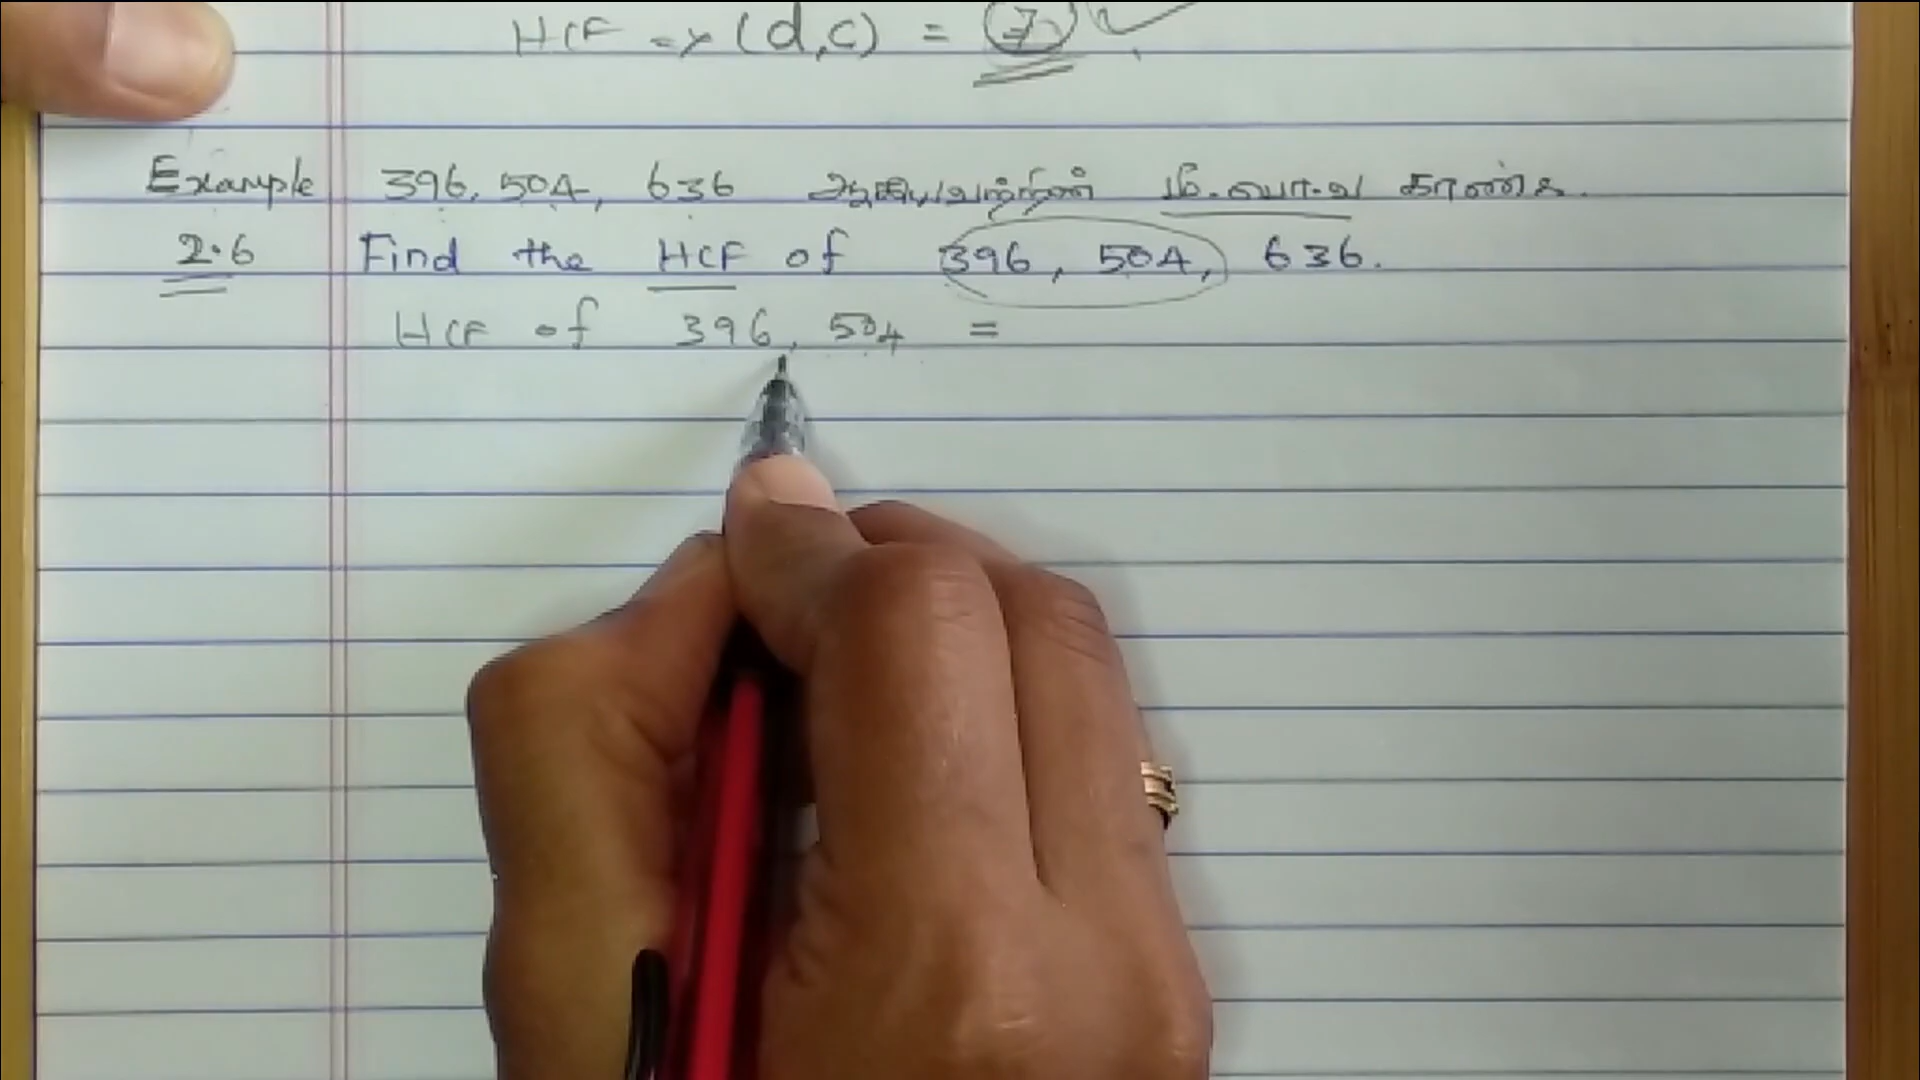 HCF => (d,c) = 7
Example 396, 504, 636 ஆகியவற்றின் மீ.பொ.வ காண்க.
2.6 Find the HCF of 396, 504, 636.
HCF of 396, 504 =